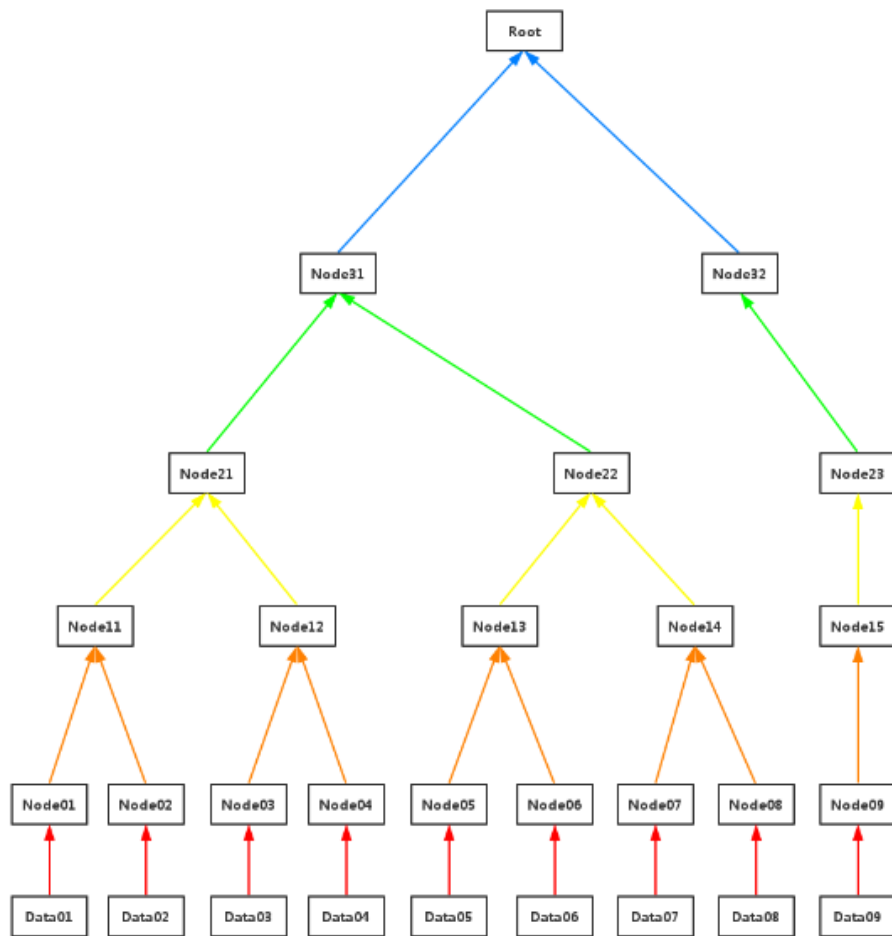 Root
Node31 Node32
Node21 Node22 Node23
Node11 Node12 Node13 Node14 Node15
Node01 Node02 Node03 Node04 Node05 Node06 Node07 Node08 Node09
Data01 Data02 Data03 Data04 Data05 Data06 Data07 Data08 Data09